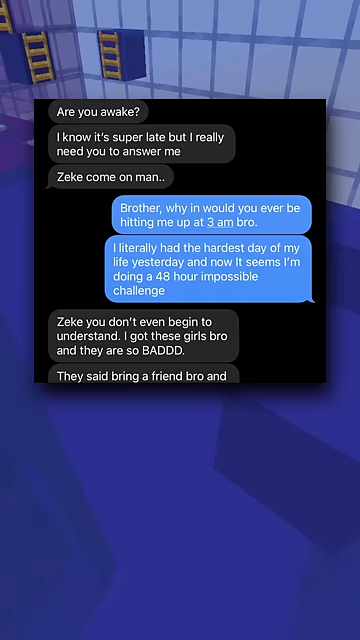 Are you awake?
I know it's super late but I really
need you to answer me
Zeke come on man..
Brother, why in would you ever be
hitting me up at 3 am bro.
I literally had the hardest day of my
life yesterday and now It seems I'm
doing a 48 hour impossible
challenge
Zeke you don't even begin to
understand. I got these girls bro
and they are so BADDD.
They said bring a friend bro and